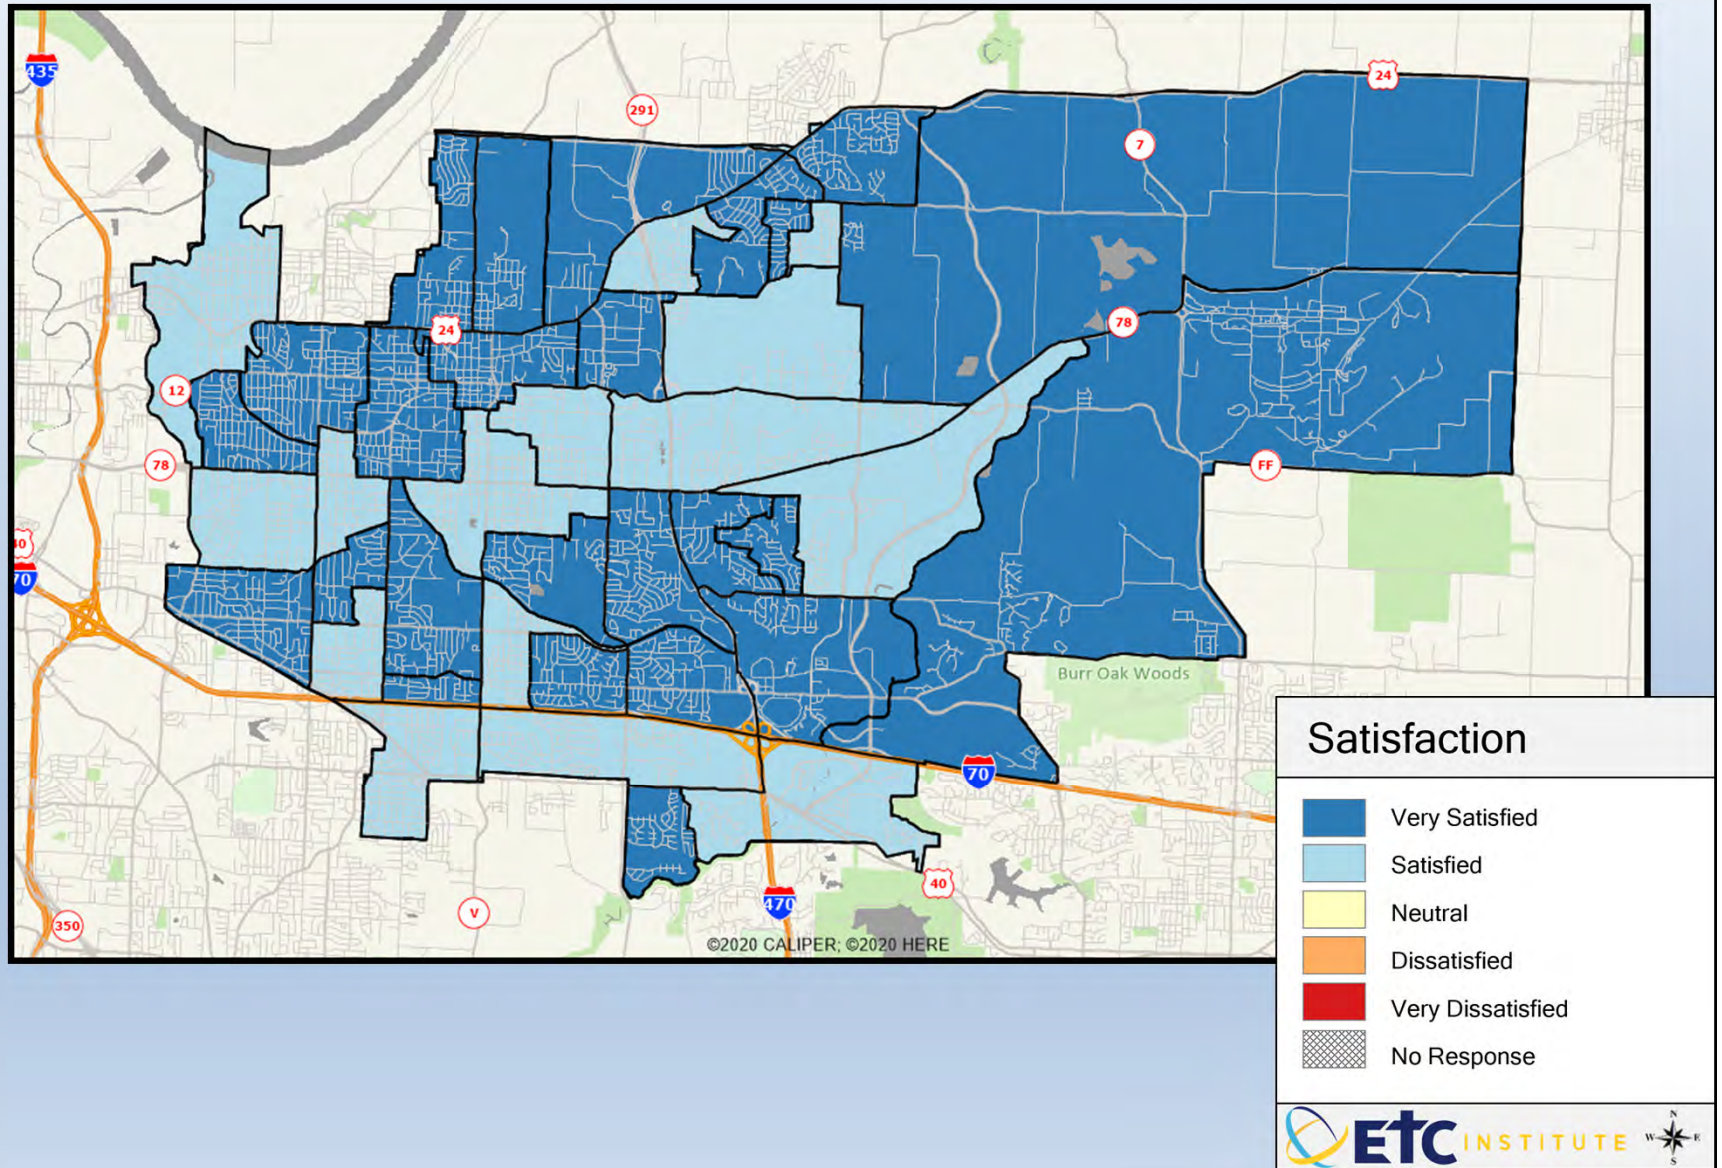 435
24
291
7
24
78
12
78
FF
40
70
Burr Oak Woods
70
40
470
V
350
©2020 CALIPER; ©2020 HERE
Satisfaction
Very Satisfied
Satisfied
Neutral
Dissatisfied
Very Dissatisfied
No Response
N
W E
S
ETC INSTITUTE